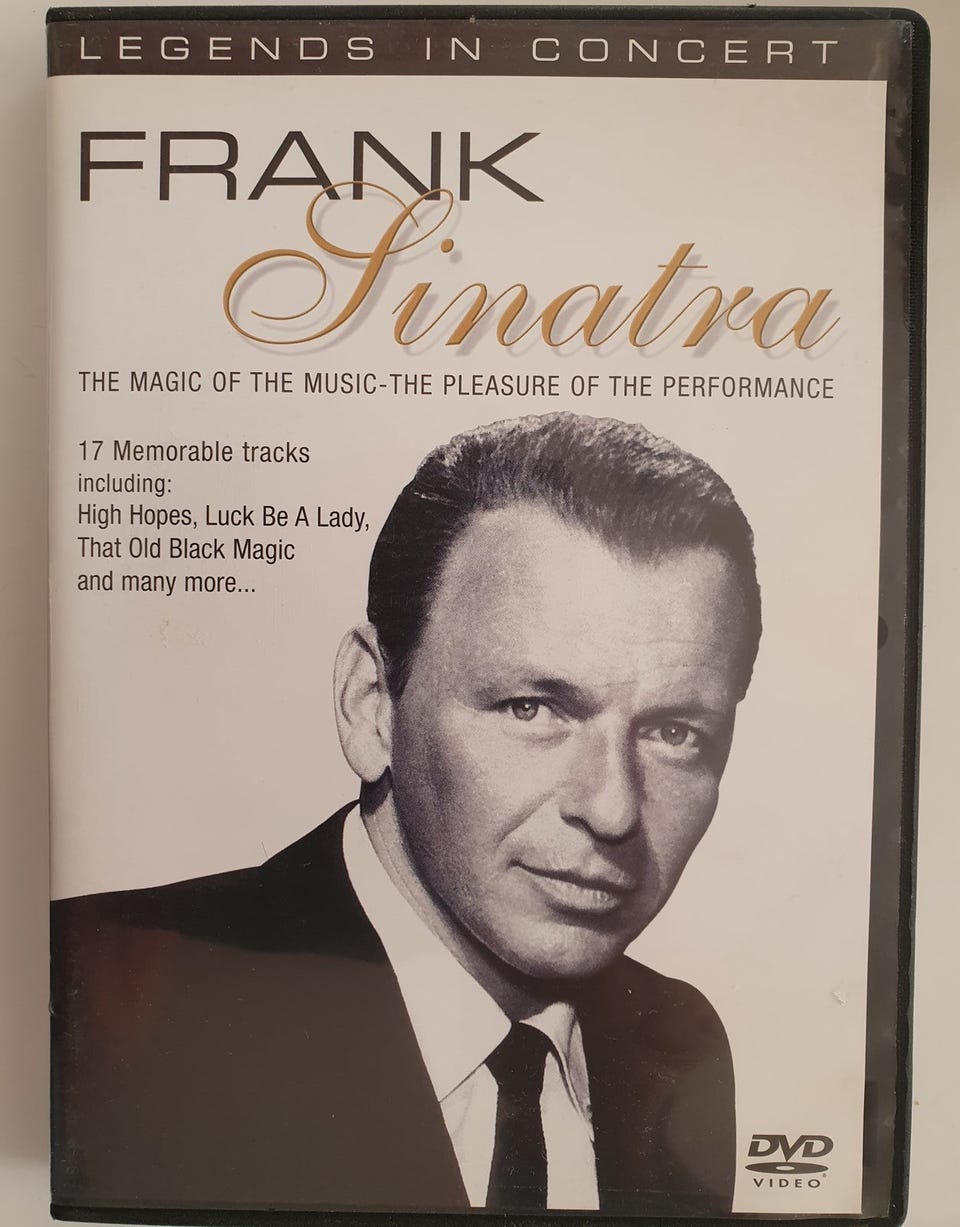 LEGENDS IN CONCERT
FRANK
Sinatra
THE MAGIC OF THE MUSIC-THE PLEASURE OF THE PERFORMANCE
17 Memorable tracks
including:
High Hopes, Luck Be A Lady,
That Old Black Magic
and many more...
DVD
VIDEO